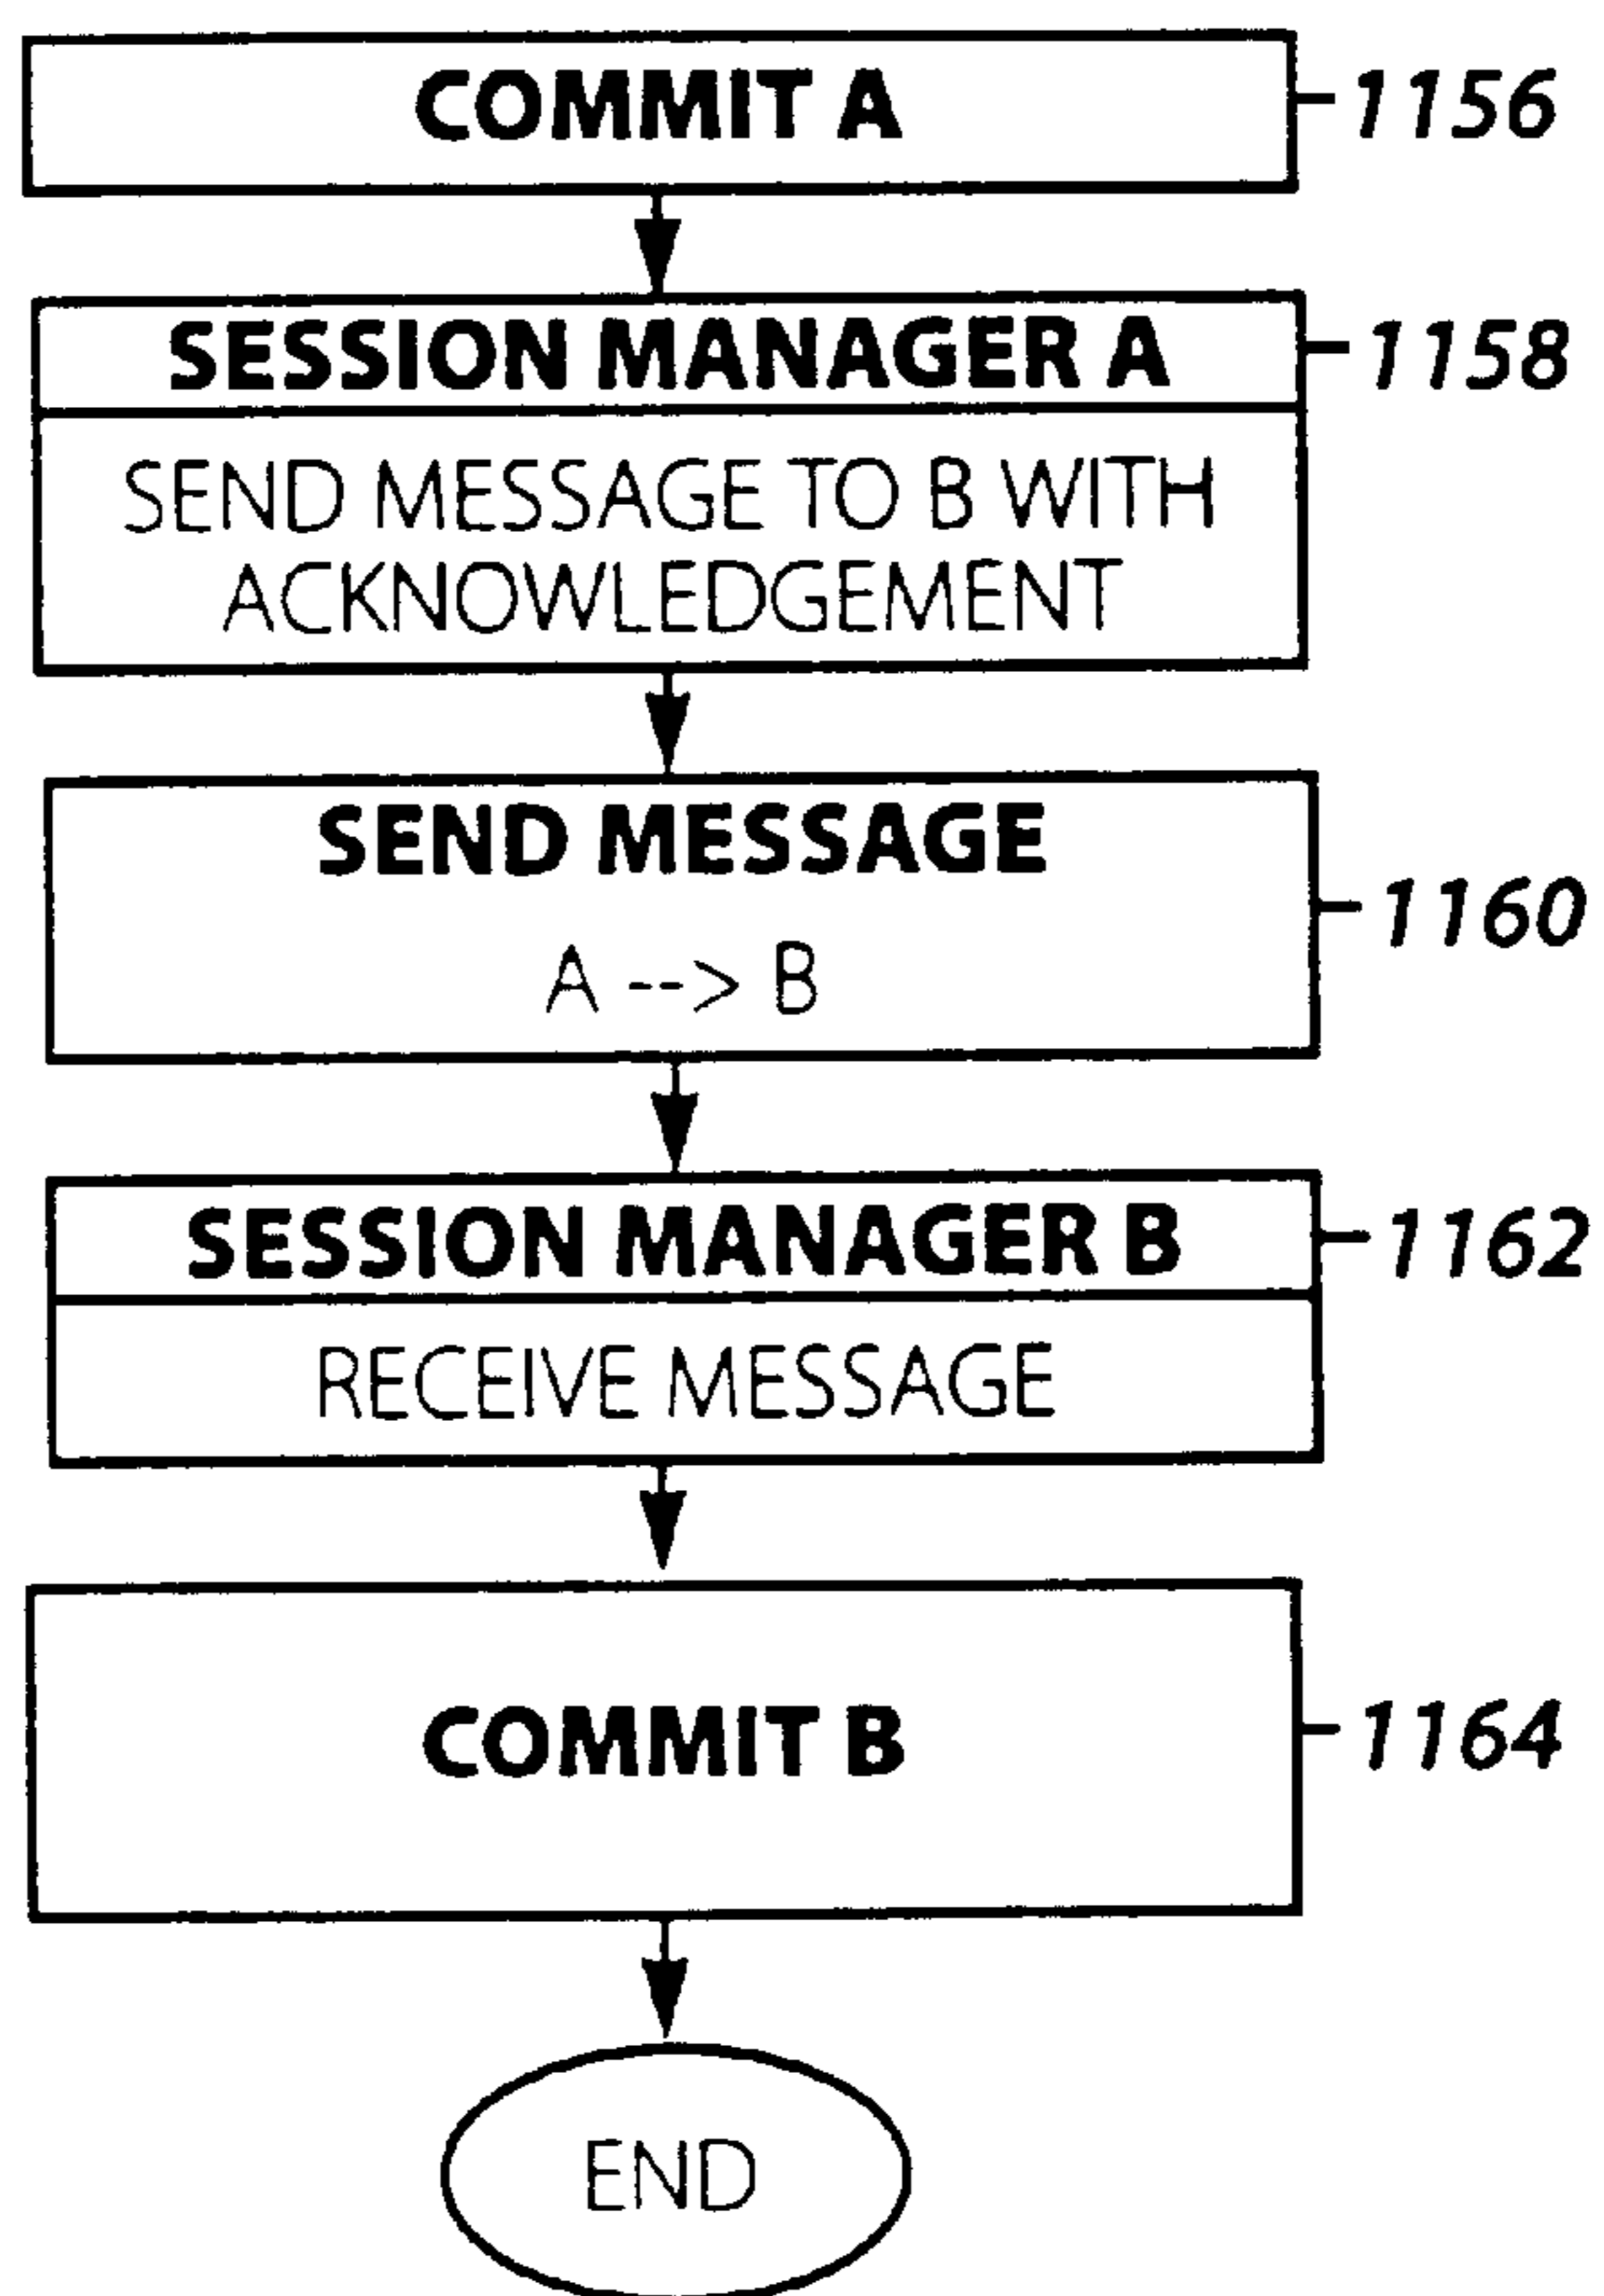 COMMIT A
1156
SESSION MANAGER A
1158
SEND MESSAGE TO B WITH
ACKNOWLEDGEMENT
SEND MESSAGE
1160
A --> B
SESSION MANAGER B
1162
RECEIVE MESSAGE
COMMIT B
1164
END